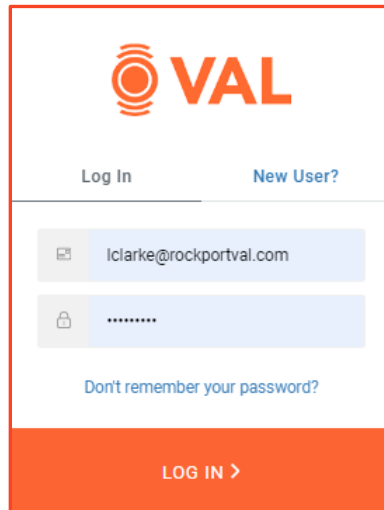 VAL
Log In
New User?
lclarke@rockportval.com
•••••••••
Don't remember your password?
LOG IN >